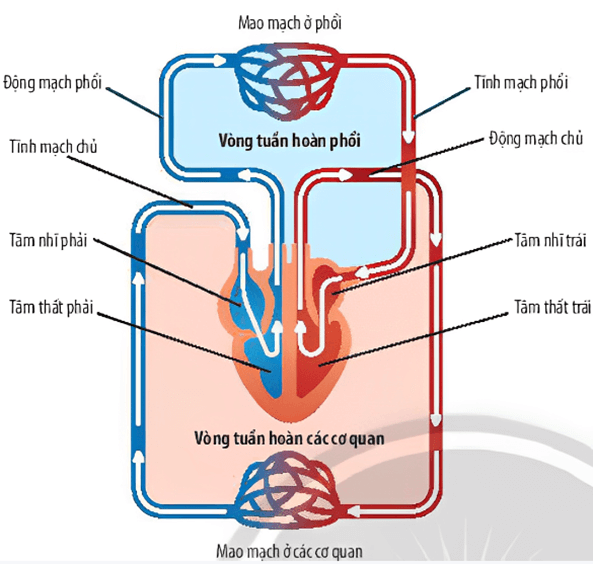 Mao mạch ở phổi
Động mạch phổi
Tĩnh mạch phổi
Vòng tuần hoàn phổi
Động mạch chủ
Tĩnh mạch chủ
Tâm nhĩ phải
Tâm nhĩ trái
Tâm thất phải
Tâm thất trái
Vòng tuần hoàn các cơ quan
Mao mạch ở các cơ quan